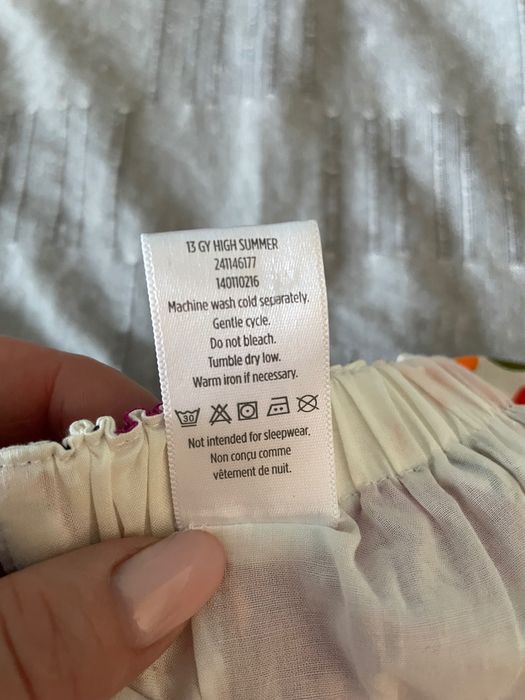 13 GY HIGH SUMMER
241146177
140110216
Machine wash cold separately.
Gentle cycle.
Do not bleach.
Tumble dry low.
Warm iron if necessary.
30
Not intended for sleepwear.
Non conçu comme
vêtement de nuit.